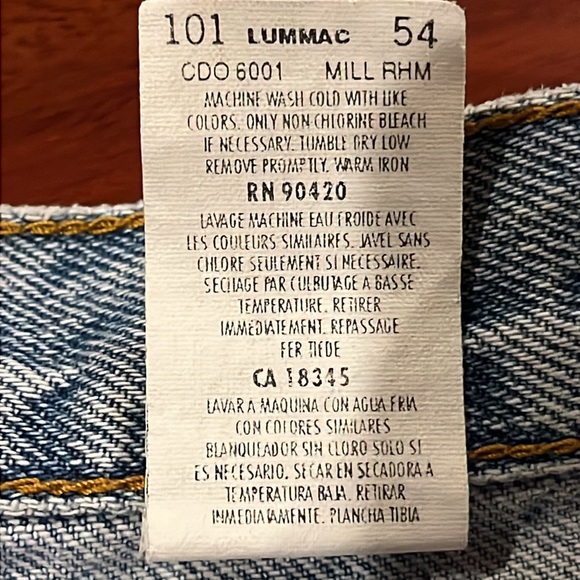 101 LUMMAC 54
CDO 6001 MILL RHM
MACHINE WASH COLD WITH LIKE
COLORS. ONLY NON CHLORINE BLEACH
IF NECESSARY. TUMBLE DRY LOW
REMOVE PROMPTLY. WARM IRON
RN 90420
LAVAGE MACHINE EAU FROIDE AVEC
LES COULEURS SIMILAIRES. JAVEL SANS
CHLORE SEULEMENT SI NECESSAIRE.
SECHAGE PAR CULBUTAGE A BASSE
TEMPERATURE. RETIRER
IMMEDIATEMENT. REPASSAGE
FER TIEDE
CA 18345
LAVAR A MAQUINA CON AGUA FRIA
CON COLORES SIMILARES
BLANQUEADOR SIN CLORO SOLO SI
ES NECESARIO. SECAR EN SECADORA A
TEMPERATURA BAJA. RETIRAR
INMEDIATAMENTE. PLANCHA TIBIA